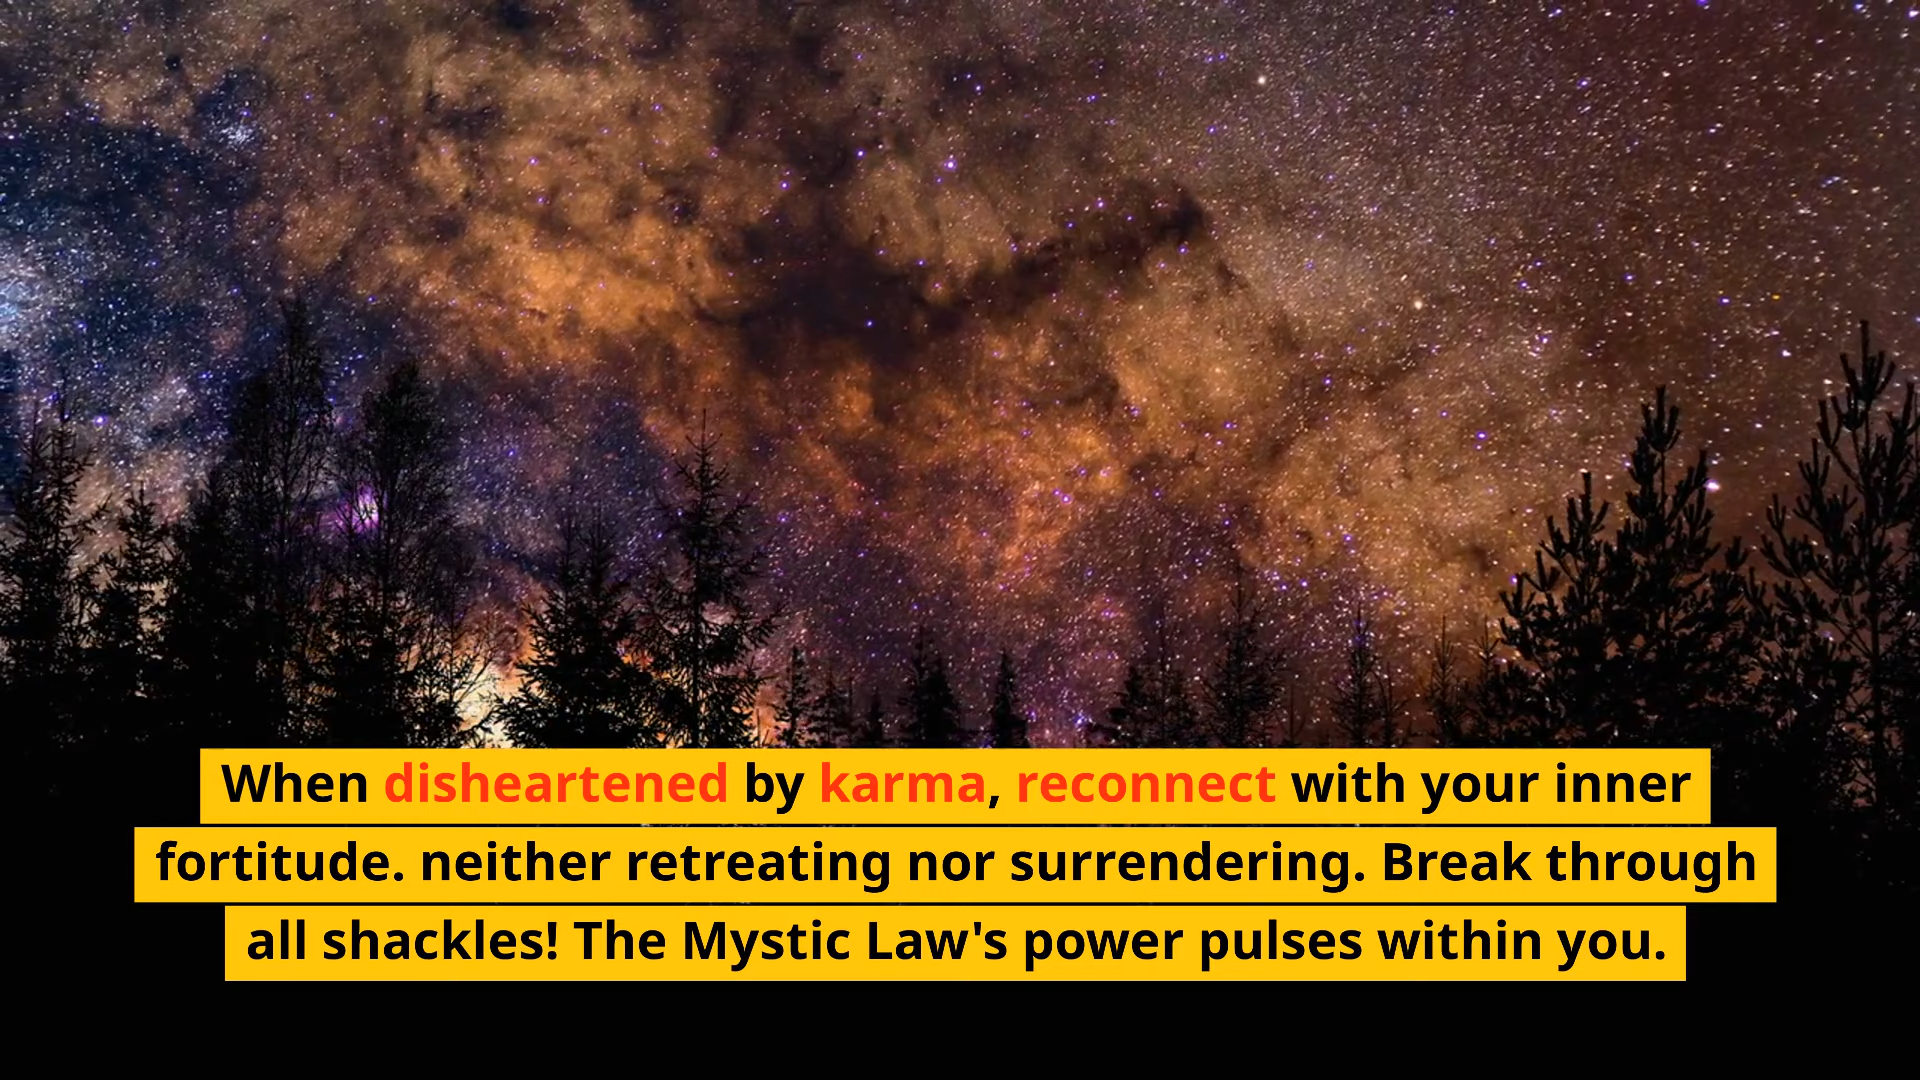 When disheartened by karma, reconnect with your inner
fortitude. neither retreating nor surrendering. Break through
all shackles! The Mystic Law's power pulses within you.